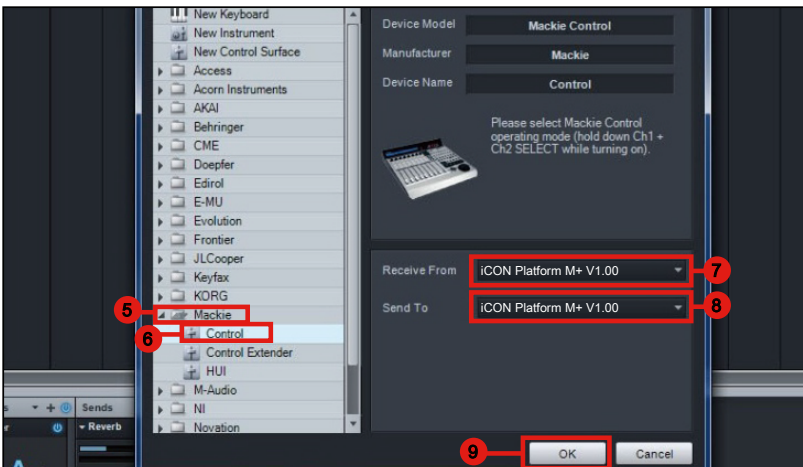 New Keyboard
New Instrument
New Control Surface
Access
Acorn Instruments
AKAI
Behringer
CME
Doepfer
Edirol
E-MU
Evolution
Frontier
JLCooper
Keyfax
KORG
5 Mackie
6 Control
Control Extender
HUI
M-Audio
NI
Novation
Device Model Mackie Control
Manufacturer Mackie
Device Name Control
Please select Mackie Control
operating mode (hold down Ch1 +
Ch2 SELECT while turning on).
Receive From iCON Platform M+ V1.00 7
Send To iCON Platform M+ V1.00 8
9 OK Cancel
Sends
Reverb